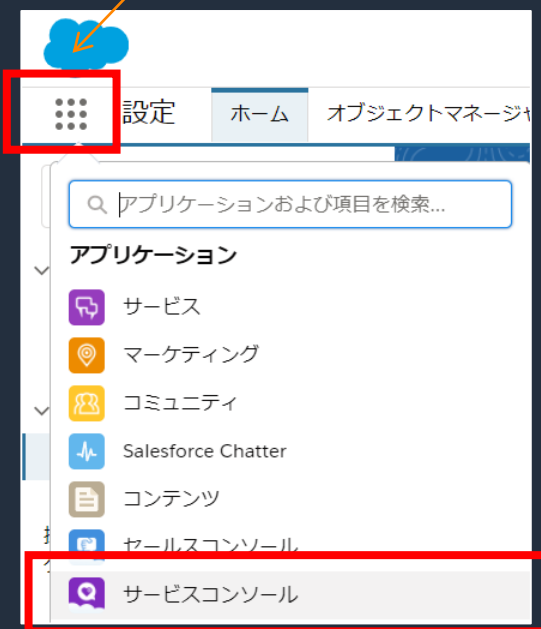 設定 ホーム オブジェクトマネージャ
アプリケーションおよび項目を検索...
アプリケーション
サービス
マーケティング
コミュニティ
Salesforce Chatter
コンテンツ
セールスコンソール
サービスコンソール